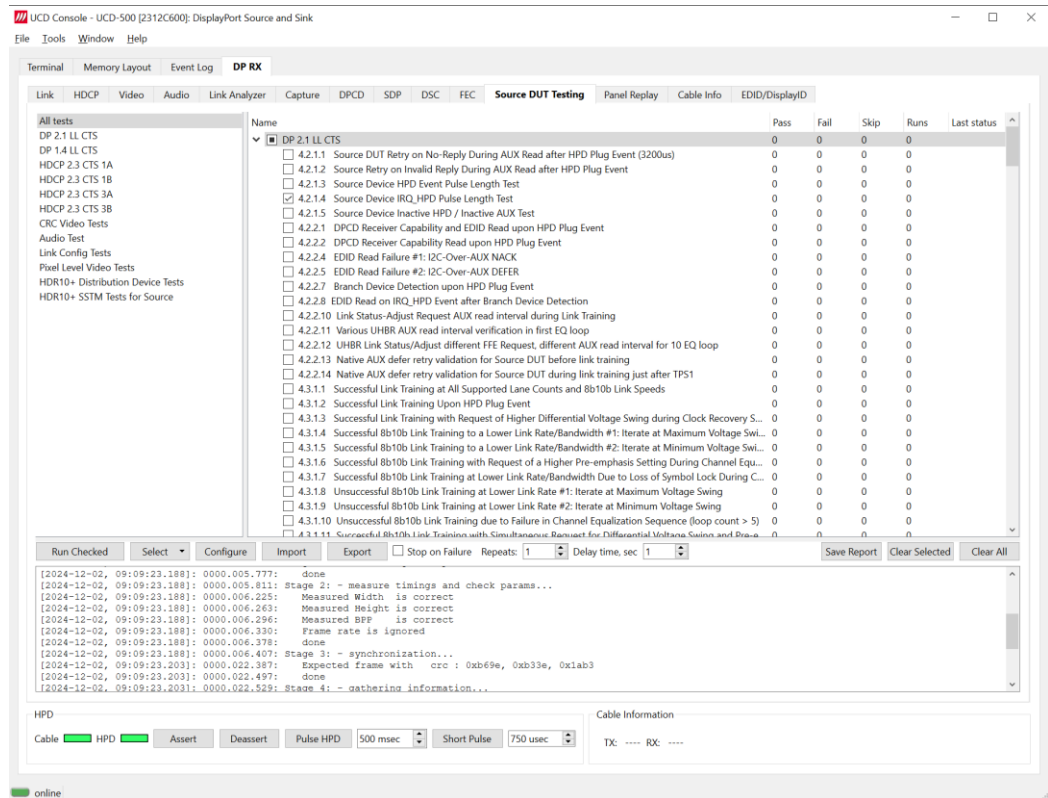 UCD Console - UCD-500 [2312C600]: DisplayPort Source and Sink
File Tools Window Help
Terminal Memory Layout Event Log DP RX
Link HDCP Video Audio Link Analyzer Capture DPCD SDP DSC FEC Source DUT Testing Panel Replay Cable Info EDID/DisplayID
All tests
DP 2.1 LL CTS
DP 1.4 LL CTS
HDCP 2.3 CTS 1A
HDCP 2.3 CTS 1B
HDCP 2.3 CTS 3A
HDCP 2.3 CTS 3B
CRC Video Tests
Audio Test
Link Config Tests
Pixel Level Video Tests
HDR10+ Distribution Device Tests
HDR10+ SSTM Tests for Source
Name Pass Fail Skip Runs Last status
DP 2.1 LL CTS 0 0 0 0
4.2.1.1 Source DUT Retry on No-Reply During AUX Read after HPD Plug Event (3200us) 0 0 0 0
4.2.1.2 Source Retry on Invalid Reply During AUX Read after HPD Plug Event 0 0 0 0
4.2.1.3 Source Device HPD Event Pulse Length Test 0 0 0 0
4.2.1.4 Source Device IRQ_HPD Pulse Length Test 0 0 0 0
4.2.1.5 Source Device Inactive HPD / Inactive AUX Test 0 0 0 0
4.2.2.1 DPCD Receiver Capability and EDID Read upon HPD Plug Event 0 0 0 0
4.2.2.2 DPCD Receiver Capability Read upon HPD Plug Event 0 0 0 0
4.2.2.4 EDID Read Failure #1: I2C-Over-AUX NACK 0 0 0 0
4.2.2.5 EDID Read Failure #2: I2C-Over-AUX DEFER 0 0 0 0
4.2.2.7 Branch Device Detection upon HPD Plug Event 0 0 0 0
4.2.2.8 EDID Read on IRQ_HPD Event after Branch Device Detection 0 0 0 0
4.2.2.10 Link Status-Adjust Request AUX read interval during Link Training 0 0 0 0
4.2.2.11 Various UHBR AUX read interval verification in first EQ loop 0 0 0 0
4.2.2.12 UHBR Link Status/Adjust different FFE Request, different AUX read interval for 10 EQ loop 0 0 0 0
4.2.2.13 Native AUX defer retry validation for Source DUT before link training 0 0 0 0
4.2.2.14 Native AUX defer retry validation for Source DUT during link training just after TPS1 0 0 0 0
4.3.1.1 Successful Link Training at All Supported Lane Counts and 8b10b Link Speeds 0 0 0 0
4.3.1.2 Successful Link Training Upon HPD Plug Event 0 0 0 0
4.3.1.3 Successful Link Training with Request of Higher Differential Voltage Swing during Clock Recovery S... 0 0 0 0
4.3.1.4 Successful 8b10b Link Training to a Lower Link Rate/Bandwidth #1: Iterate at Maximum Voltage Swi... 0 0 0 0
4.3.1.5 Successful 8b10b Link Training to a Lower Link Rate/Bandwidth #2: Iterate at Minimum Voltage Swi... 0 0 0 0
4.3.1.6 Successful 8b10b Link Training with Request of a Higher Pre-emphasis Setting During Channel Equ... 0 0 0 0
4.3.1.7 Successful 8b10b Link Training at Lower Link Rate/Bandwidth Due to Loss of Symbol Lock During C... 0 0 0 0
4.3.1.8 Unsuccessful 8b10b Link Training at Lower Link Rate #1: Iterate at Maximum Voltage Swing 0 0 0 0
4.3.1.9 Unsuccessful 8b10b Link Training at Lower Link Rate #2: Iterate at Minimum Voltage Swing 0 0 0 0
4.3.1.10 Unsuccessful 8b10b Link Training due to Failure in Channel Equalization Sequence (loop count > 5) 0 0 0 0
4.3.1.11 Successful 8b10b Link Training with Simultaneous Request for Differential Voltage Swing and Pre-e... 0 0 0 0
Run Checked Select Configure Import Export Stop on Failure Repeats: 1 Delay time, sec 1 Save Report Clear Selected Clear All
[2024-12-02, 09:09:23.188]: 0000.005.777: done
[2024-12-02, 09:09:23.188]: 0000.005.811: Stage 2: - measure timings and check params...
[2024-12-02, 09:09:23.188]: 0000.006.225: Measured Width is correct
[2024-12-02, 09:09:23.188]: 0000.006.263: Measured Height is correct
[2024-12-02, 09:09:23.188]: 0000.006.296: Measured BPP is correct
[2024-12-02, 09:09:23.188]: 0000.006.330: Frame rate is ignored
[2024-12-02, 09:09:23.188]: 0000.006.378: done
[2024-12-02, 09:09:23.188]: 0000.006.407: Stage 3: - synchronization...
[2024-12-02, 09:09:23.203]: 0000.022.387: Expected frame with crc : 0xb69e, 0xb33e, 0x1ab3
[2024-12-02, 09:09:23.203]: 0000.022.497: done
[2024-12-02, 09:09:23.203]: 0000.022.529: Stage 4: - gathering information...
HPD
Cable HPD Assert Deassert Pulse HPD 500 msec Short Pulse 750 usec
Cable Information
TX: ---- RX: ----
online